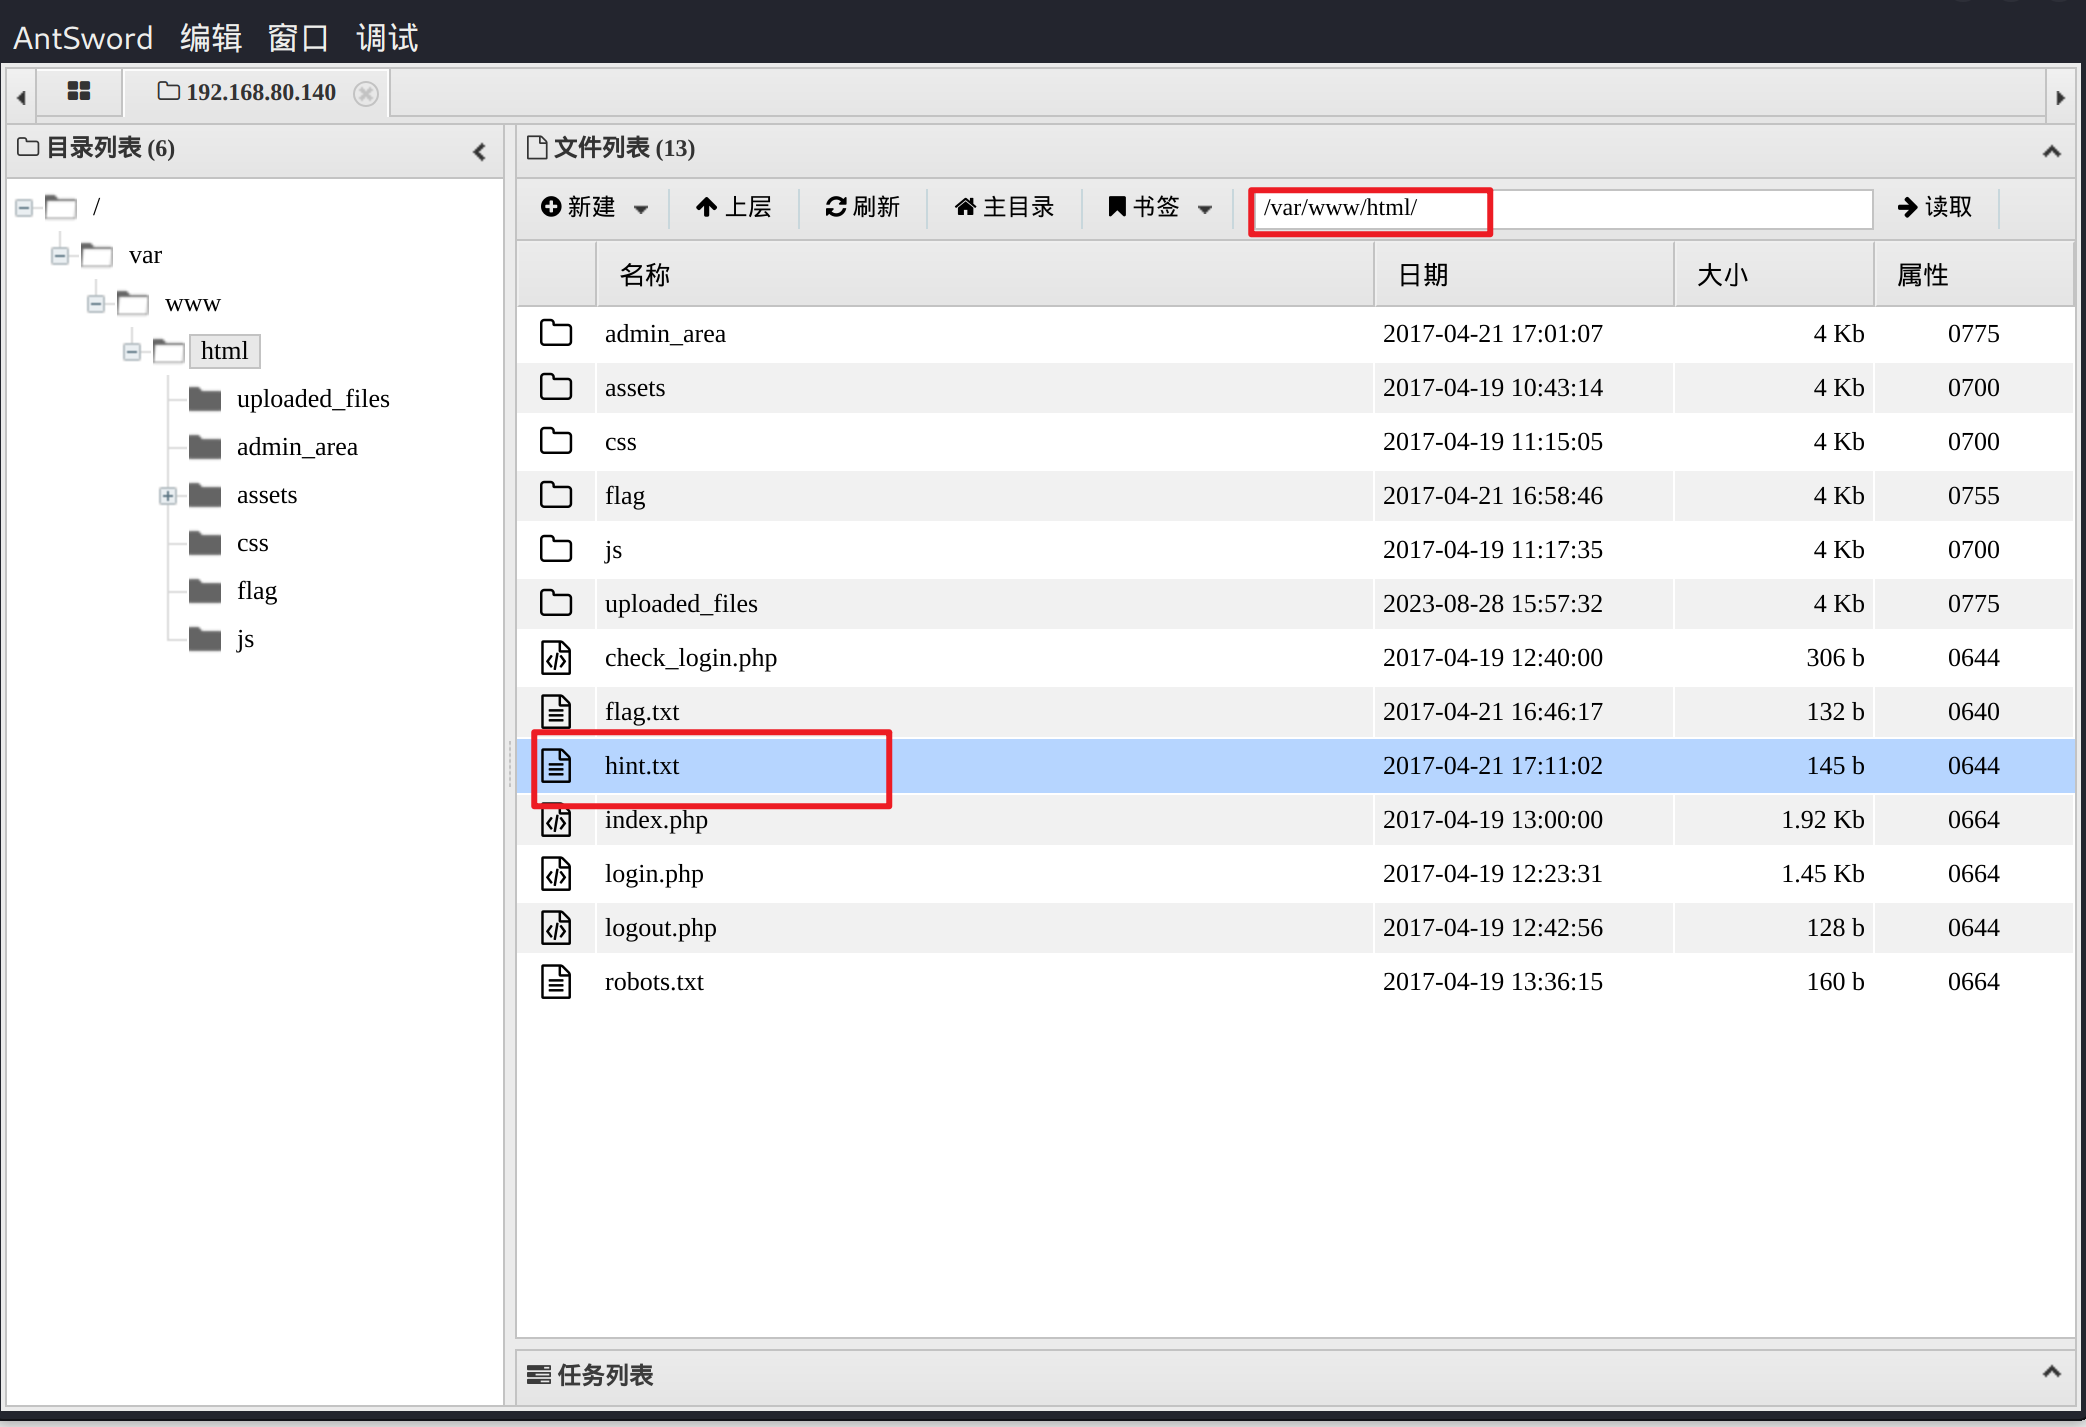 AntSword 编辑 窗口 调试
192.168.80.140
目录列表 (6)
/
var
www
html
uploaded_files
admin_area
assets
css
flag
js
文件列表 (13)
新建 上层 刷新 主目录 书签 /var/www/html/ 读取
名称 日期 大小 属性
admin_area 2017-04-21 17:01:07 4 Kb 0775
assets 2017-04-19 10:43:14 4 Kb 0700
css 2017-04-19 11:15:05 4 Kb 0700
flag 2017-04-21 16:58:46 4 Kb 0755
js 2017-04-19 11:17:35 4 Kb 0700
uploaded_files 2023-08-28 15:57:32 4 Kb 0775
check_login.php 2017-04-19 12:40:00 306 b 0644
flag.txt 2017-04-21 16:46:17 132 b 0640
hint.txt 2017-04-21 17:11:02 145 b 0644
index.php 2017-04-19 13:00:00 1.92 Kb 0664
login.php 2017-04-19 12:23:31 1.45 Kb 0664
logout.php 2017-04-19 12:42:56 128 b 0644
robots.txt 2017-04-19 13:36:15 160 b 0664
任务列表